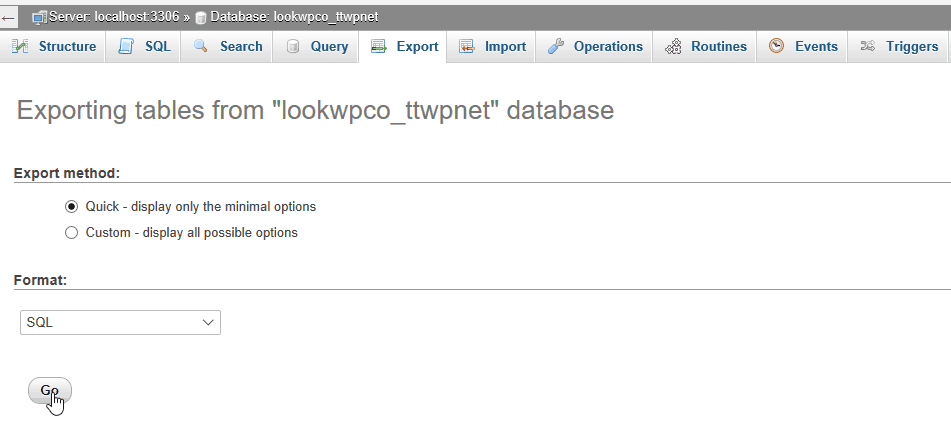 Server: localhost:3306 » Database: lookwpco_ttwpnet
Structure SQL Search Query Export Import Operations Routines Events Triggers
Exporting tables from "lookwpco_ttwpnet" database
Export method:
Quick - display only the minimal options
Custom - display all possible options
Format:
SQL
Go